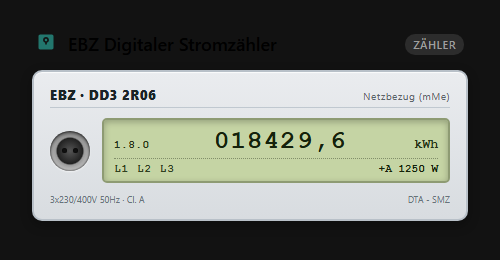 EBZ Digitaler Stromzähler
ZÄHLER
EBZ · DD3 2R06
Netzbezug (mMe)
1.8.0 018429,6 kWh
L1 L2 L3 +A 1250 W
3x230/400V 50Hz · Cl. A
DTA - SMZ